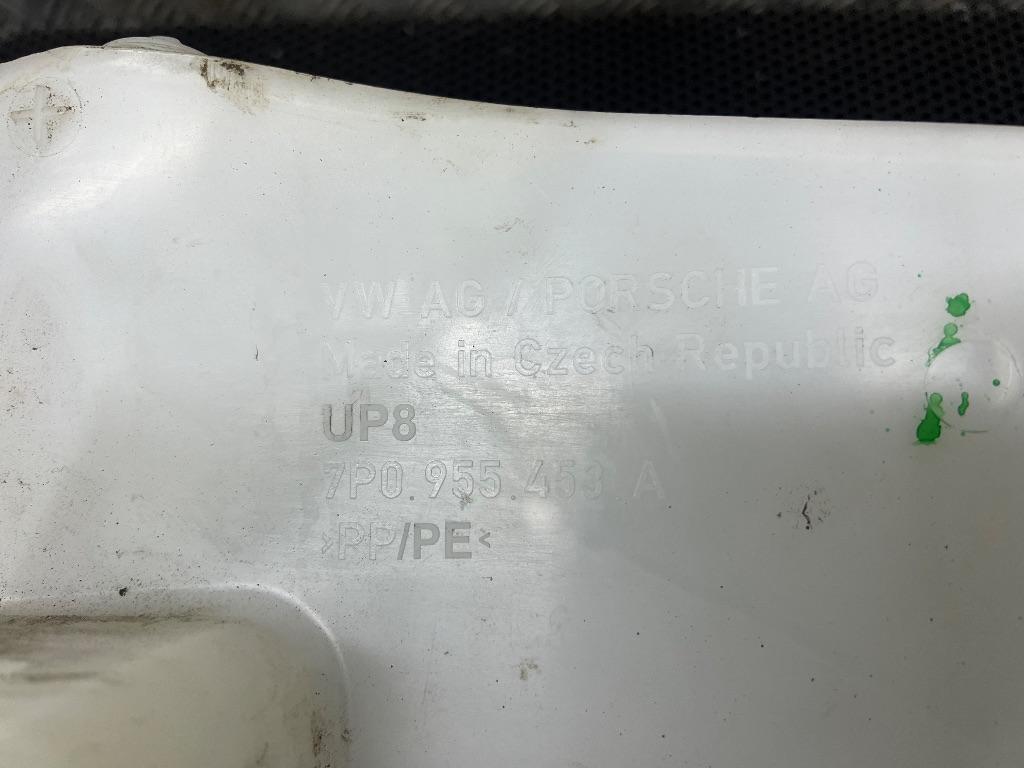 VW AG / PORSCHE AG
Made in Czech Republic
UP8
7P0.955.453 A
>PP/PE<